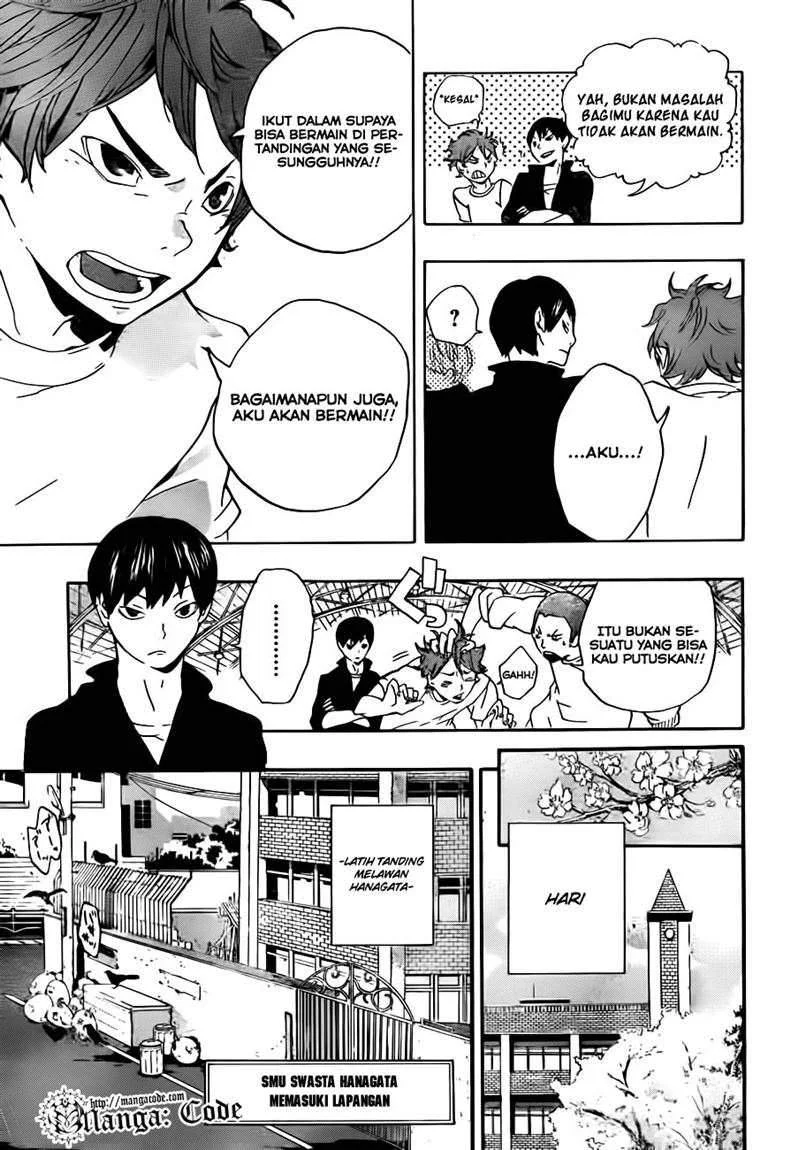 YAH, BUKAN MASALAH
BAGIMU KARENA KAU
TIDAK AKAN BERMAIN.
*KESAL*
...AKU...!
?
IKUT DALAM SUPAYA
BISA BERMAIN DI PER-
TANDINGAN YANG SE-
SUNGGUHNYA!!
BAGAIMANAPUN JUGA,
AKU AKAN BERMAIN!!
ITU BUKAN SE-
SUATU YANG BISA
KAU PUTUSKAN!!
GAHH!
.........
HARI
-LATIH TANDING
MELAWAN
HANAGATA-
SMU SWASTA HANAGATA
MEMASUKI LAPANGAN
http://mangacode.com
Manga: Code